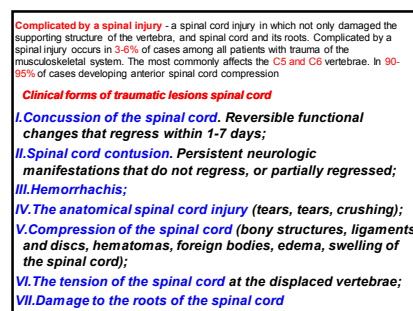 Complicated by a spinal injury - a spinal cord injury in which not only damaged the
supporting structure of the vertebra, and spinal cord and its roots. Complicated by a
spinal injury occurs in 3-6% of cases among all patients with trauma of the
musculoskeletal system. The most commonly affects the C5 and C6 vertebrae. In 90-
95% of cases developing anterior spinal cord compression
Clinical forms of traumatic lesions spinal cord
I.Concussion of the spinal cord. Reversible functional
changes that regress within 1-7 days;
II.Spinal cord contusion. Persistent neurologic
manifestations that do not regress, or partially regressed;
III.Hemorrhachis;
IV.The anatomical spinal cord injury (tears, tears, crushing);
V.Compression of the spinal cord (bony structures, ligaments
and discs, hematomas, foreign bodies, edema, swelling of
the spinal cord);
VI.The tension of the spinal cord at the displaced vertebrae;
VII.Damage to the roots of the spinal cord